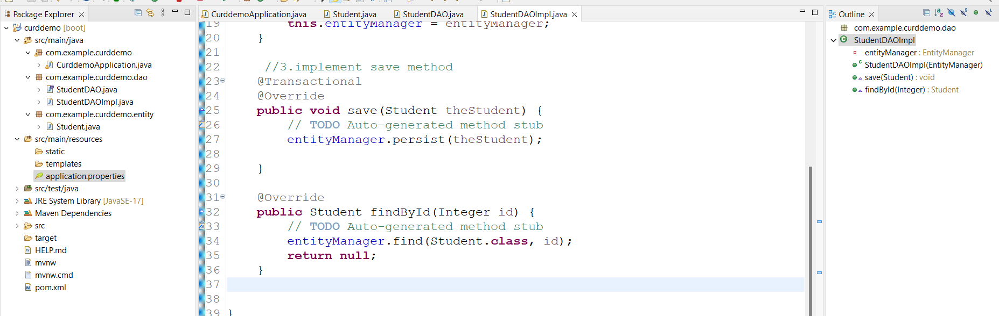 Package Explorer
curddemo [boot]
src/main/java
com.example.curddemo
CurddemoApplication.java
com.example.curddemo.dao
StudentDAO.java
StudentDAOImpl.java
com.example.curddemo.entity
Student.java
src/main/resources
static
templates
application.properties
src/test/java
JRE System Library [JavaSE-17]
Maven Dependencies
src
target
HELP.md
mvnw
mvnw.cmd
pom.xml
CurddemoApplication.java Student.java StudentDAO.java StudentDAOImpl.java
19 this.entityManager = entityManager;
20 }
21
22 //3.implement save method
23 @Transactional
24 @Override
25 public void save(Student theStudent) {
26 // TODO Auto-generated method stub
27 entityManager.persist(theStudent);
28
29 }
30
31 @Override
32 public Student findById(Integer id) {
33 // TODO Auto-generated method stub
34 entityManager.find(Student.class, id);
35 return null;
36 }
37
38
39 }
Outline
com.example.curddemo.dao
StudentDAOImpl
entityManager : EntityManager
StudentDAOImpl(EntityManager)
save(Student) : void
findById(Integer) : Student